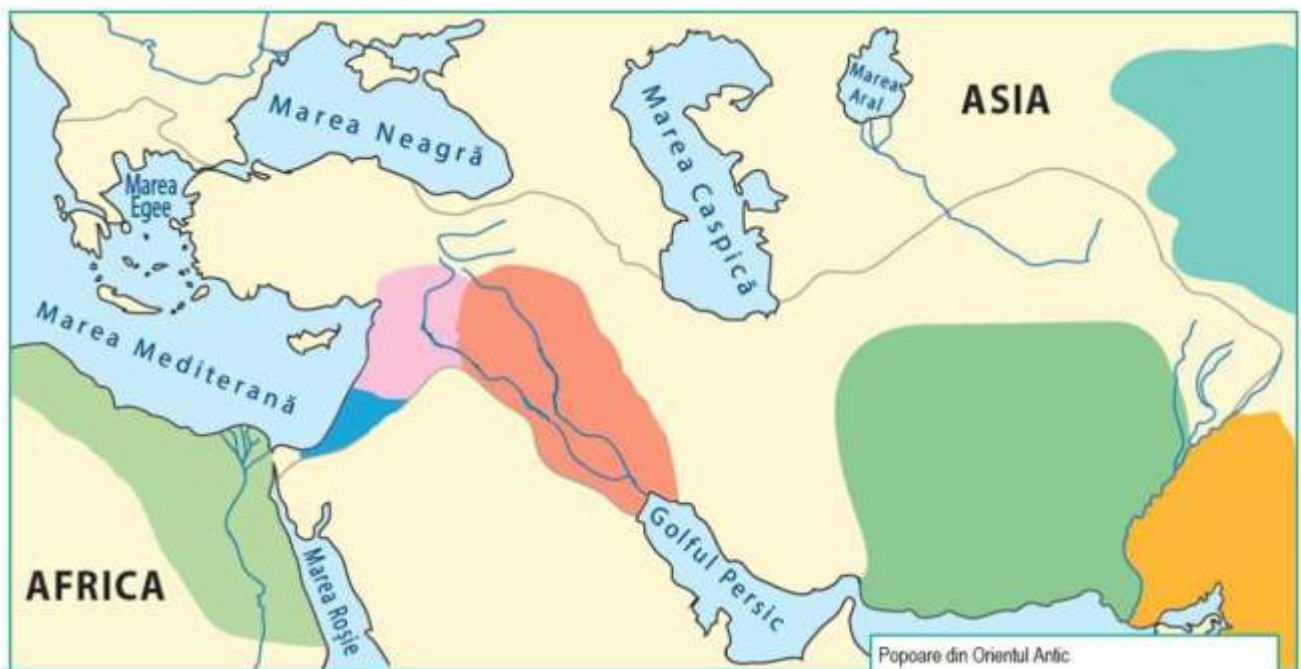 Marea Neagră
Marea Caspică
Marea
Aral
ASIA
Marea
Egee
Marea Mediterană
AFRICA
Marea Roșie
Golful Persic
Popoare din Orientul Antic